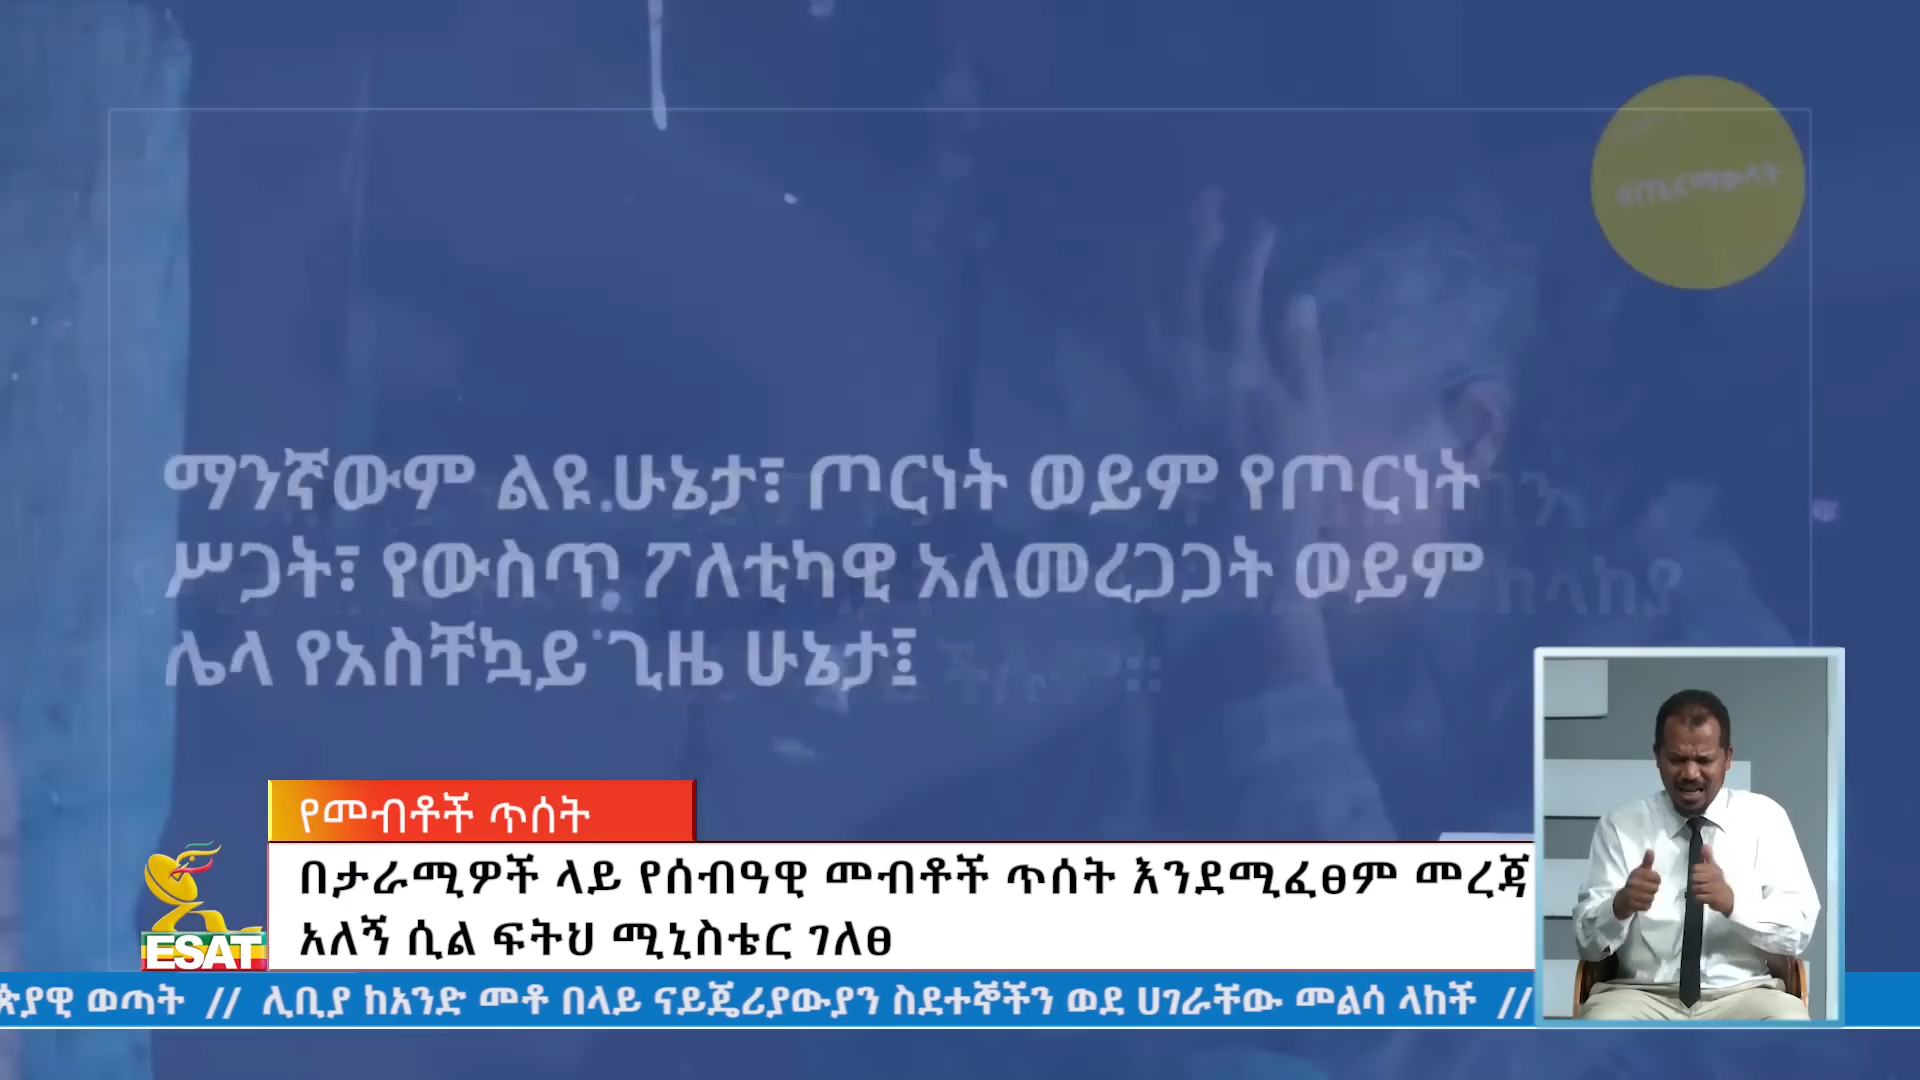 ማንኛውም ልዩ ሁኔታ፣ ጦርነት ወይም የጦርነት
ሥጋት፣ የውስጥ ፖለቲካዊ አለመረጋጋት ወይም
ሌላ የአስቸኳይ ጊዜ ሁኔታ፤
የመብቶች ጥሰት
በታራሚዎች ላይ የሰብዓዊ መብቶች ጥሰት እንደሚፈፀም መረጃ
አለኝ ሲል ፍትህ ሚኒስቴር ገለፀ
ESAT
ወጣት // ሊቢያ ከአንድ መቶ በላይ ናይጄሪያውያን ስደተኞችን ወደ ሀገራቸው መልሳ ላከች //